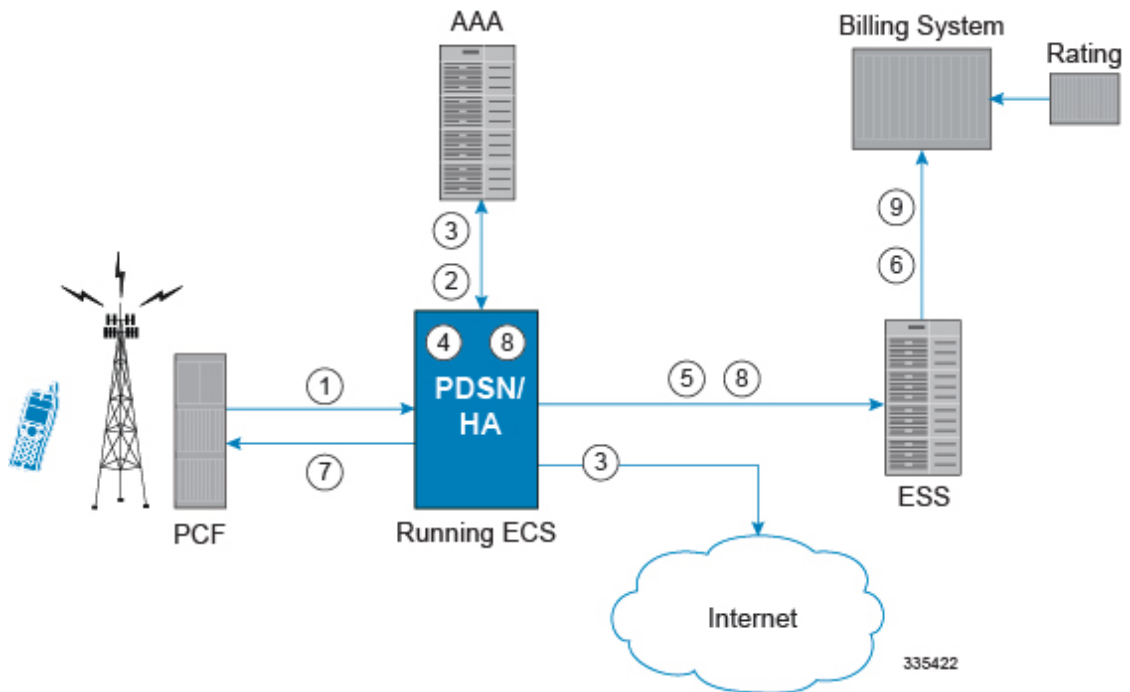 AAA
Billing System
Rating
3
2
9
6
4 8
PDSN/
HA
1
5 8
7
3
PCF
Running ECS
ESS
Internet
335422